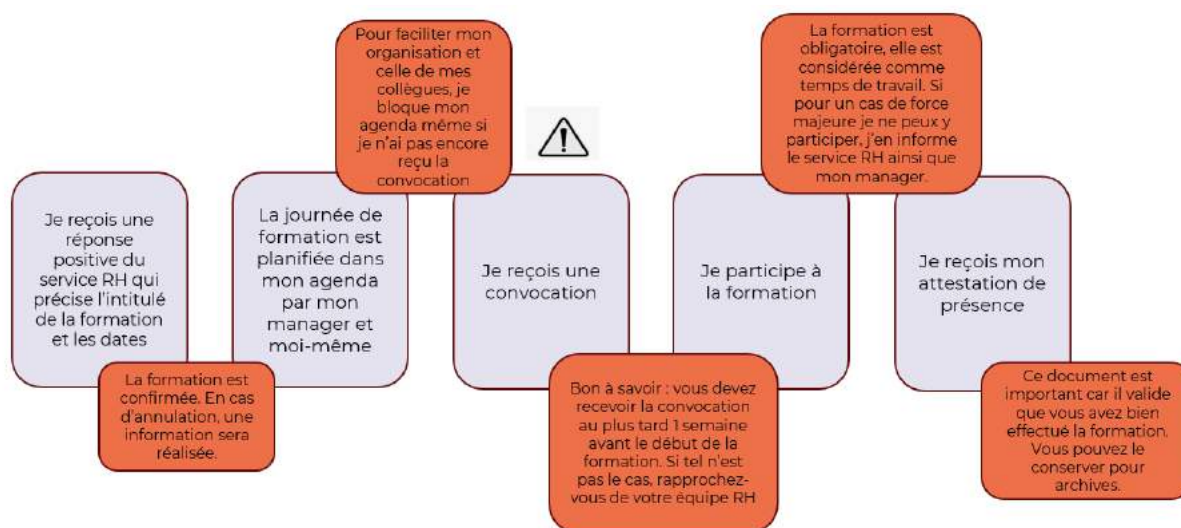 Je reçois une
réponse
positive du
service RH qui
précise l'intitulé
de la formation
et les dates
La formation est
confirmée. En cas
d'annulation, une
information sera
réalisée.
La journée de
formation est
planifiée dans
mon agenda
par mon
manager et
moi-même
Pour faciliter mon
organisation et
celle de mes
collègues, je
bloque mon
agenda même si
je n'ai pas encore
reçu la
convocation
Je reçois une
convocation
Bon à savoir : vous devez
recevoir la convocation
au plus tard 1 semaine
avant le début de la
formation. Si tel n'est
pas le cas, rapprochez-
vous de votre équipe RH
Je participe à
la formation
La formation est
obligatoire, elle est
considérée comme
temps de travail. Si
pour un cas de force
majeure je ne peux y
participer, j'en informe
le service RH ainsi que
mon manager.
Je reçois mon
attestation de
présence
Ce document est
important car il valide
que vous avez bien
effectué la formation.
Vous pouvez le
conserver pour
archives.